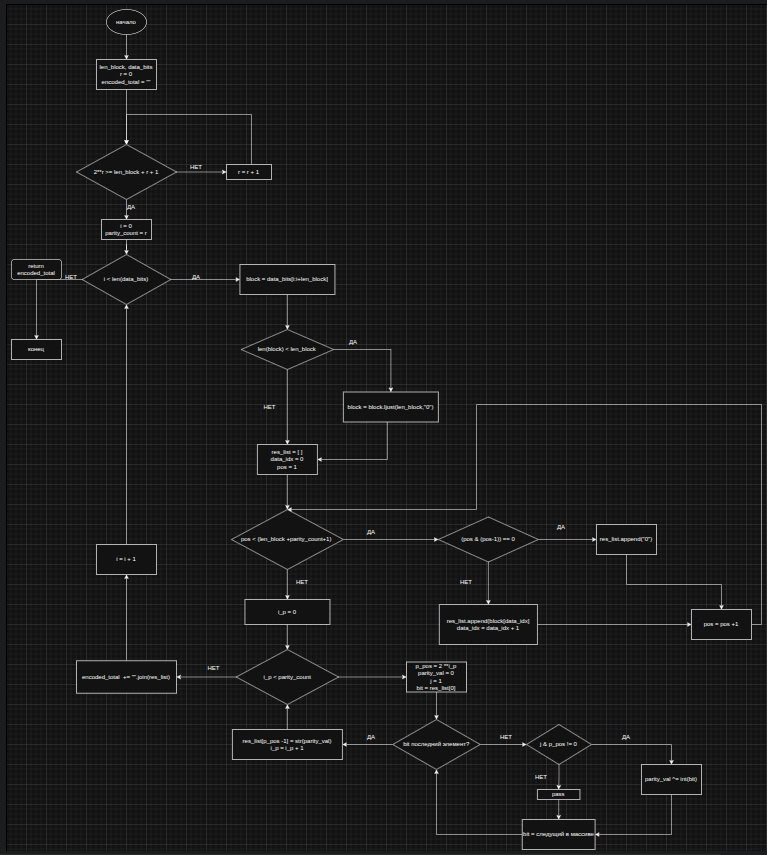 начало
len_block, data_bits
r = 0
encoded_total = ""
2**r >= len_block + r + 1
НЕТ
r = r + 1
ДА
i = 0
parity_count = r
return
encoded_total
НЕТ
i < len(data_bits)
ДА
block = data_bits[i:i+len_block]
конец
len(block) < len_block
ДА
block = block.ljust(len_block,"0")
НЕТ
res_list = [ ]
data_idx = 0
pos = 1
pos < (len_block +parity_count+1)
ДА
(pos & (pos-1)) == 0
ДА
res_list.append("0")
i = i + 1
НЕТ
НЕТ
i_p = 0
res_list.append(block[data_idx]
data_idx = data_idx + 1
pos = pos +1
encoded_total += "".join(res_list)
НЕТ
i_p < parity_count
p_pos = 2 **i_p
parity_val = 0
j = 1
bit = res_list[0]
res_list[p_pos -1] = str(parity_val)
i_p = i_p + 1
ДА
bit последний элемент?
НЕТ
j & p_pos != 0
ДА
НЕТ
parity_val ^= int(bit)
pass
bit = следущий в массиве